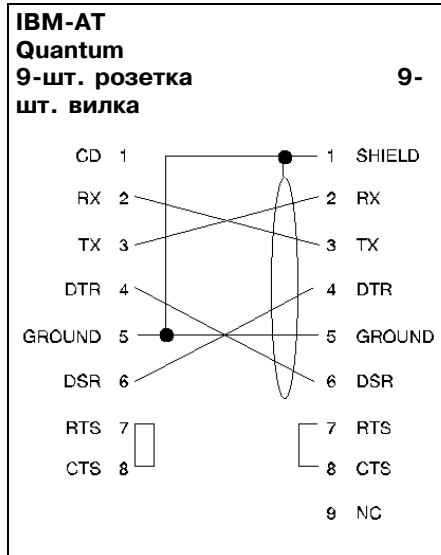 IBM-AT
Quantum
9-шт. розетка 9-
шт. вилка
CD 1 1 SHIELD
RX 2 2 RX
TX 3 3 TX
DTR 4 4 DTR
GROUND 5 5 GROUND
DSR 6 6 DSR
RTS 7 7 RTS
CTS 8 8 CTS
9 NC